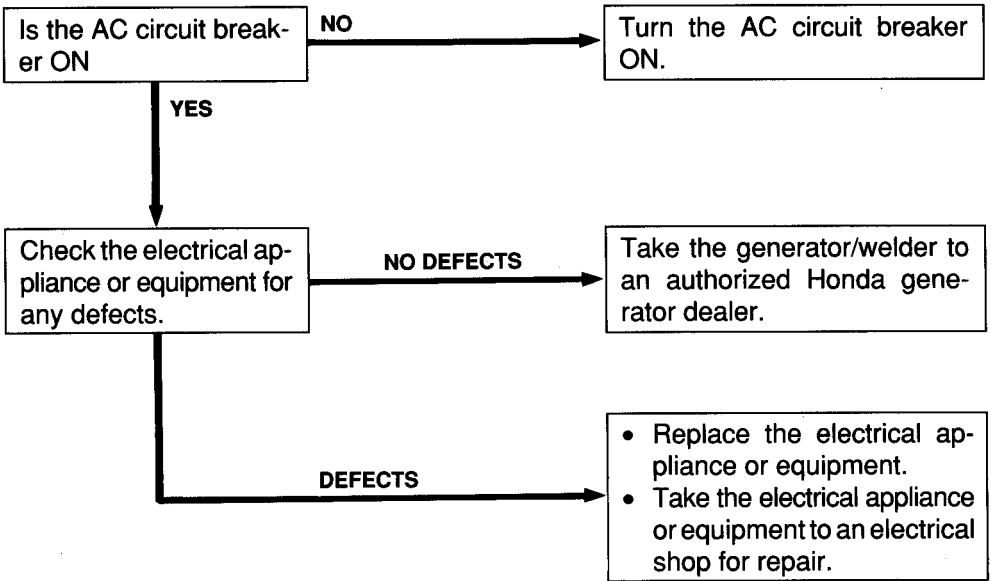 Is the AC circuit break-
er ON
NO
Turn the AC circuit breaker
ON.
YES
Check the electrical ap-
pliance or equipment for
any defects.
NO DEFECTS
Take the generator/welder to
an authorized Honda gene-
rator dealer.
DEFECTS
• Replace the electrical ap-
pliance or equipment.
• Take the electrical appliance
or equipment to an electrical
shop for repair.